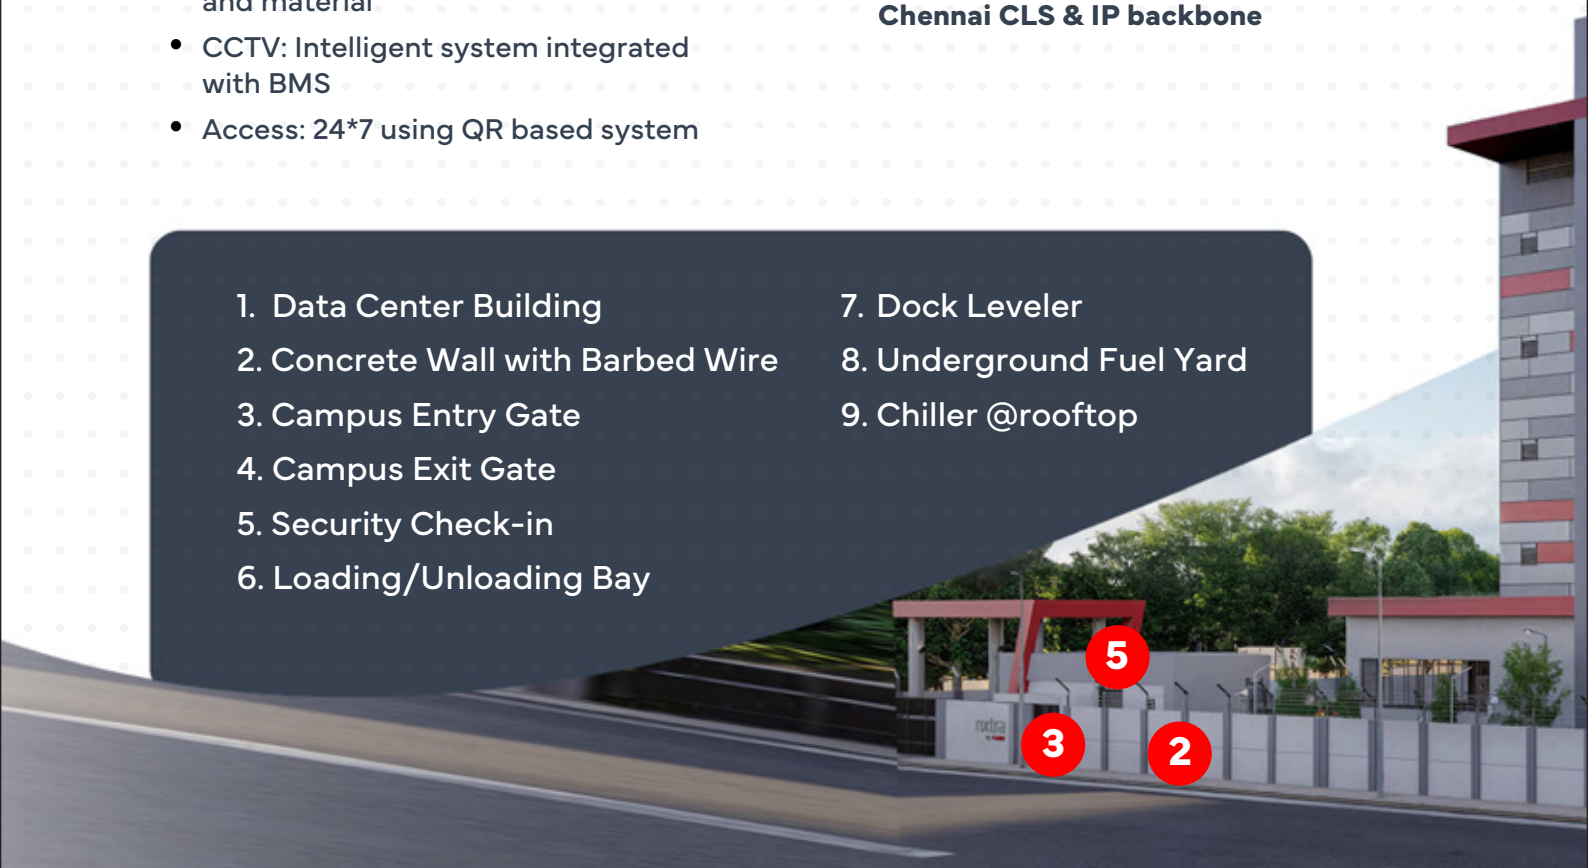 and material
• CCTV: Intelligent system integrated
with BMS
• Access: 24*7 using QR based system
Chennai CLS & IP backbone
1. Data Center Building
2. Concrete Wall with Barbed Wire
3. Campus Entry Gate
4. Campus Exit Gate
5. Security Check-in
6. Loading/Unloading Bay
7. Dock Leveler
8. Underground Fuel Yard
9. Chiller @rooftop
5
3
2
nxtra